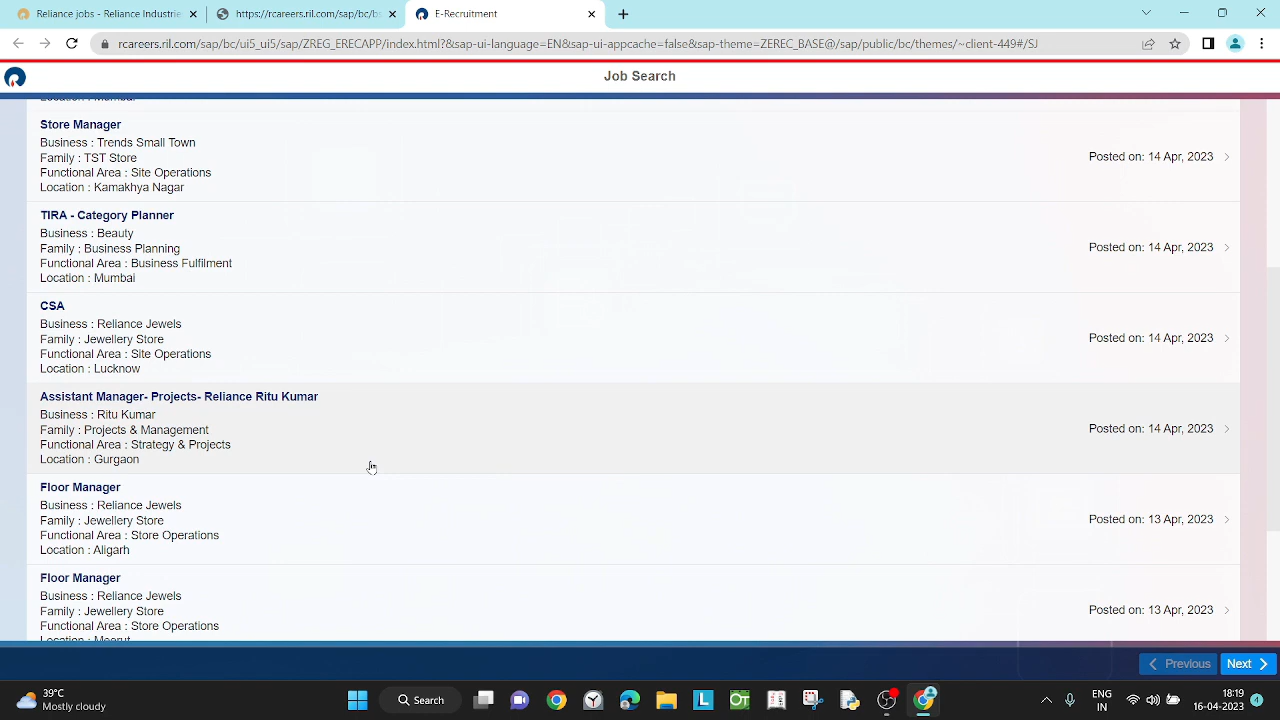 Reliance jobs - Reliance Industrie
https://rcareers.ril.com/sap/bc/b
E-Recruitment
rcareers.ril.com/sap/bc/ui5_ui5/sap/ZREG_ERECAPP/index.html?&sap-ui-language=EN&sap-ui-appcache=false&sap-theme=ZEREC_BASE@/sap/public/bc/themes/~client-449#/SJ
Job Search
Location : Mumbai
Store Manager
Business : Trends Small Town
Family : TST Store
Functional Area : Site Operations
Location : Kamakhya Nagar
Posted on: 14 Apr, 2023
TIRA - Category Planner
Business : Beauty
Family : Business Planning
Functional Area : Business Fulfilment
Location : Mumbai
Posted on: 14 Apr, 2023
CSA
Business : Reliance Jewels
Family : Jewellery Store
Functional Area : Site Operations
Location : Lucknow
Posted on: 14 Apr, 2023
Assistant Manager- Projects- Reliance Ritu Kumar
Business : Ritu Kumar
Family : Projects & Management
Functional Area : Strategy & Projects
Location : Gurgaon
Posted on: 14 Apr, 2023
Floor Manager
Business : Reliance Jewels
Family : Jewellery Store
Functional Area : Store Operations
Location : Aligarh
Posted on: 13 Apr, 2023
Floor Manager
Business : Reliance Jewels
Family : Jewellery Store
Functional Area : Store Operations
Location : Meerut
Posted on: 13 Apr, 2023
Previous
Next
39°C
Mostly cloudy
Search
ENG
IN
18:19
16-04-2023
4